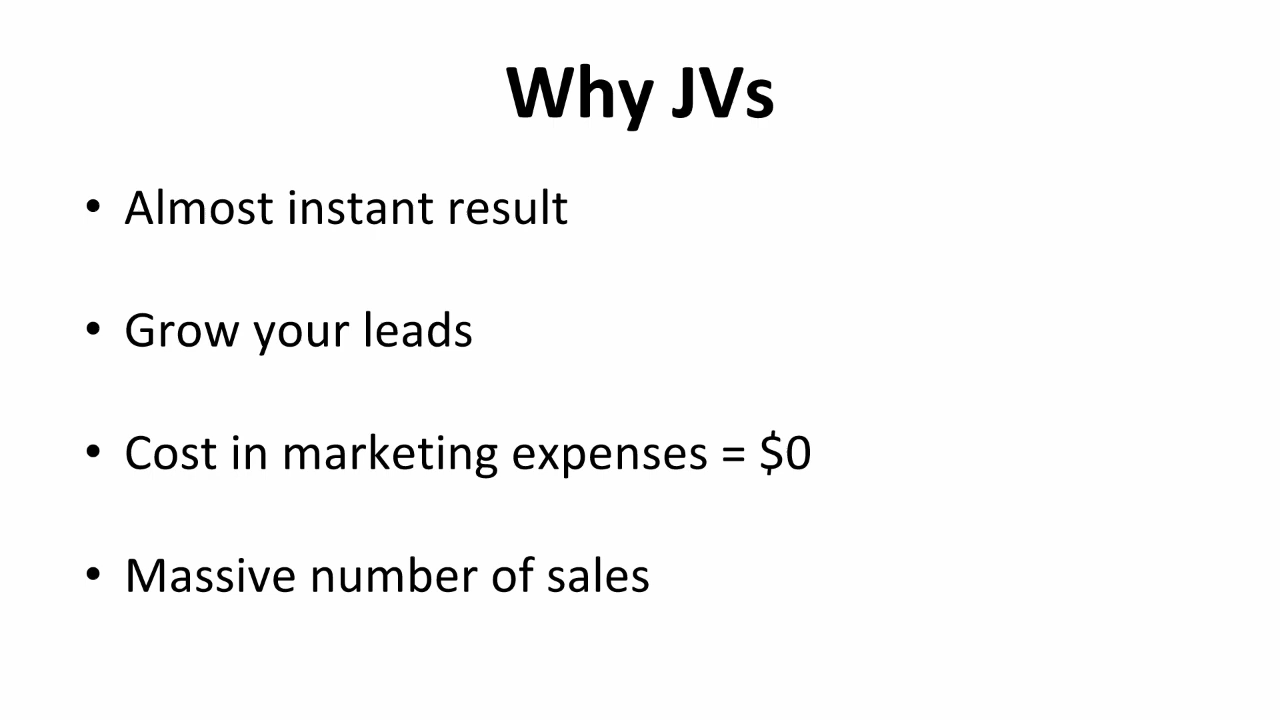 Why JVs
• Almost instant result
• Grow your leads
• Cost in marketing expenses = $0
• Massive number of sales